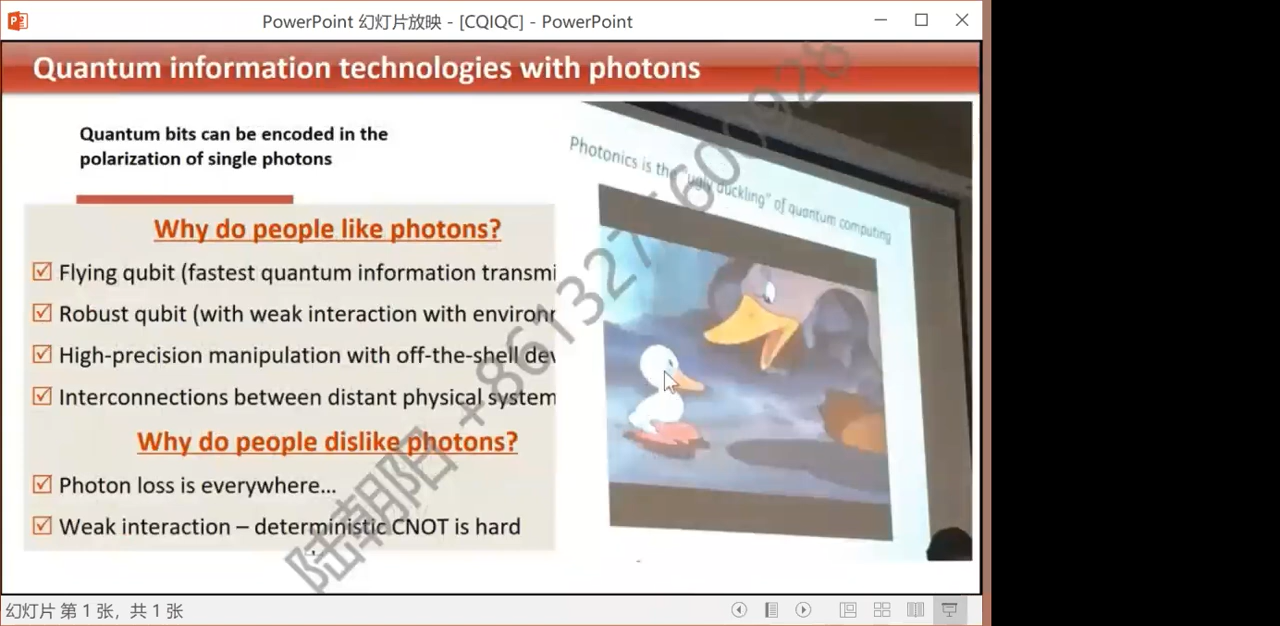 PowerPoint 幻灯片放映 - [CQIQC] - PowerPoint
Quantum information technologies with photons
Quantum bits can be encoded in the
polarization of single photons
Why do people like photons?
Flying qubit (fastest quantum information transmi
Robust qubit (with weak interaction with environ
High-precision manipulation with off-the-shell de
Interconnections between distant physical system
Why do people dislike photons?
Photon loss is everywhere...
Weak interaction – deterministic CNOT is hard
Photonics is the "ugly duckling" of quantum computing
陆朝阳
幻灯片 第 1 张，共 1 张